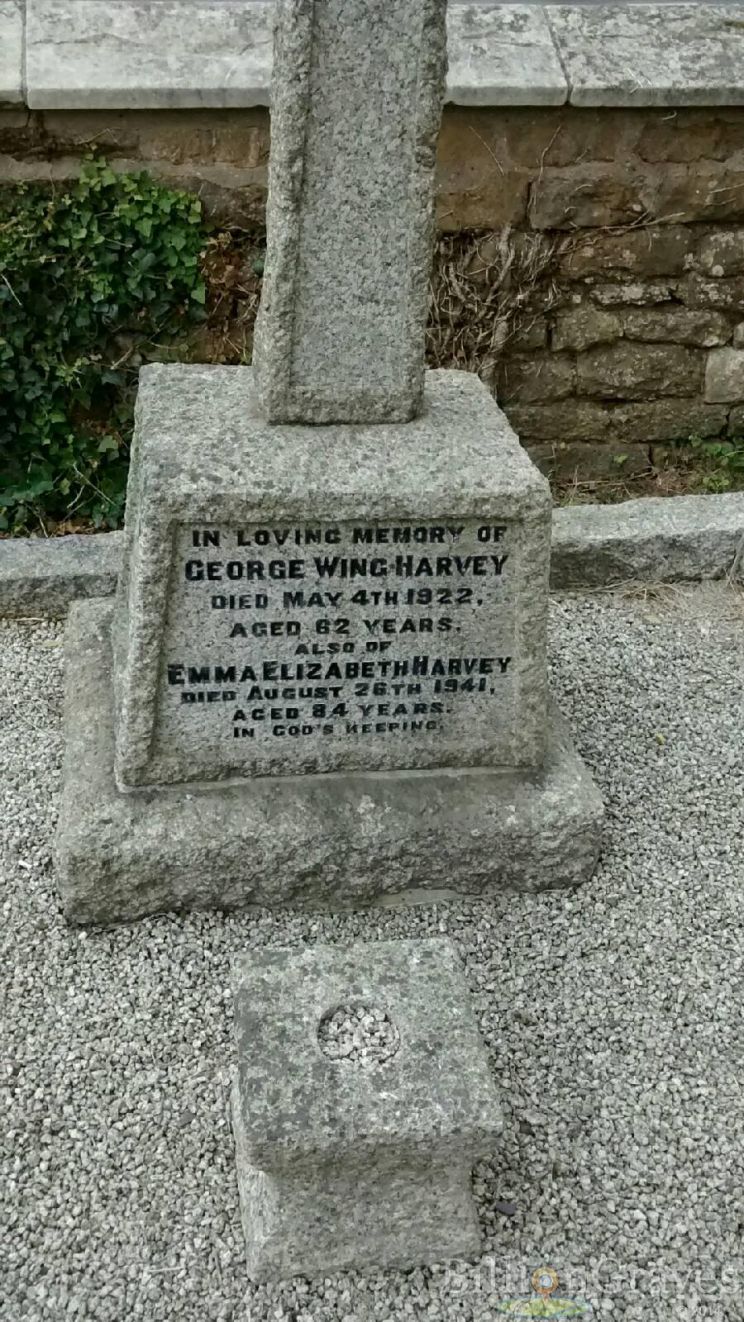 IN LOVING MEMORY OF
GEORGE WING HARVEY
DIED MAY 4TH 1922,
AGED 62 YEARS.
ALSO OF
EMMA ELIZABETH HARVEY
DIED AUGUST 26TH 1941,
AGED 84 YEARS.
IN GOD'S KEEPING.
BillionGraves
© 2014